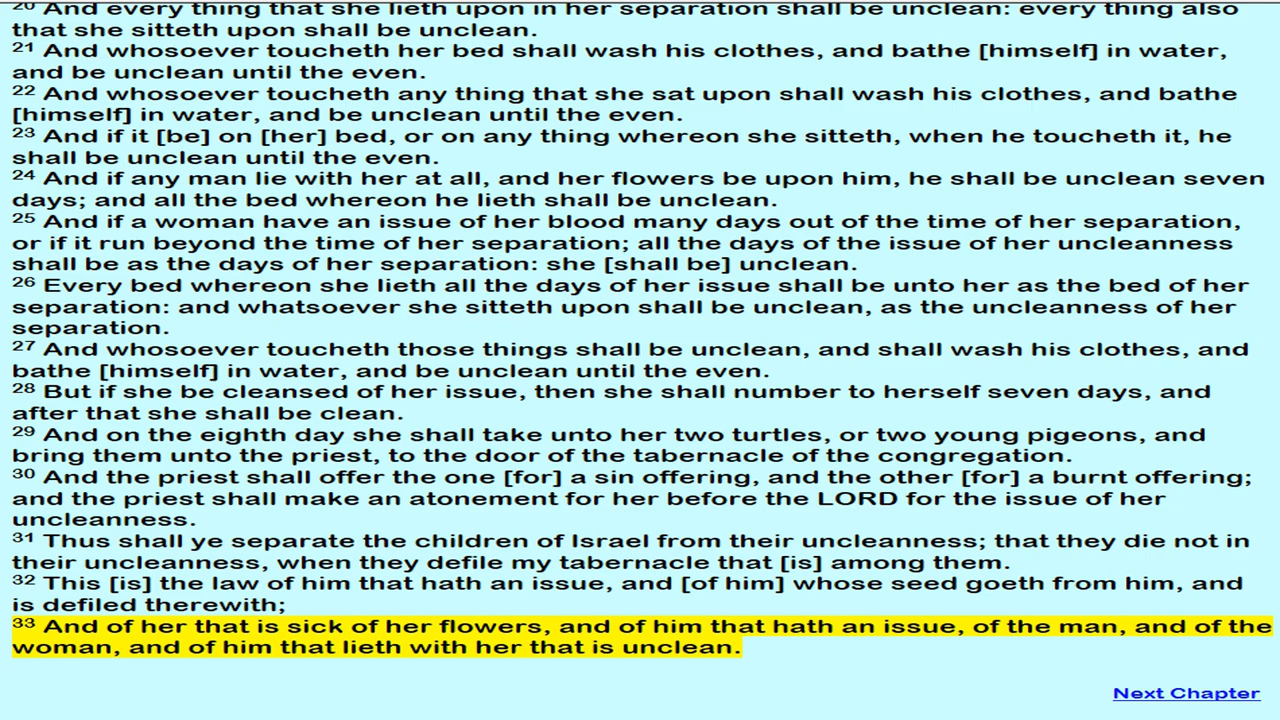 20 And every thing that she lieth upon in her separation shall be unclean: every thing also
that she sitteth upon shall be unclean.
21 And whosoever toucheth her bed shall wash his clothes, and bathe [himself] in water,
and be unclean until the even.
22 And whosoever toucheth any thing that she sat upon shall wash his clothes, and bathe
[himself] in water, and be unclean until the even.
23 And if it [be] on [her] bed, or on any thing whereon she sitteth, when he toucheth it, he
shall be unclean until the even.
24 And if any man lie with her at all, and her flowers be upon him, he shall be unclean seven
days; and all the bed whereon he lieth shall be unclean.
25 And if a woman have an issue of her blood many days out of the time of her separation,
or if it run beyond the time of her separation; all the days of the issue of her uncleanness
shall be as the days of her separation: she [shall be] unclean.
26 Every bed whereon she lieth all the days of her issue shall be unto her as the bed of her
separation: and whatsoever she sitteth upon shall be unclean, as the uncleanness of her
separation.
27 And whosoever toucheth those things shall be unclean, and shall wash his clothes, and
bathe [himself] in water, and be unclean until the even.
28 But if she be cleansed of her issue, then she shall number to herself seven days, and
after that she shall be clean.
29 And on the eighth day she shall take unto her two turtles, or two young pigeons, and
bring them unto the priest, to the door of the tabernacle of the congregation.
30 And the priest shall offer the one [for] a sin offering, and the other [for] a burnt offering;
and the priest shall make an atonement for her before the LORD for the issue of her
uncleanness.
31 Thus shall ye separate the children of Israel from their uncleanness; that they die not in
their uncleanness, when they defile my tabernacle that [is] among them.
32 This [is] the law of him that hath an issue, and [of him] whose seed goeth from him, and
is defiled therewith;
33 And of her that is sick of her flowers, and of him that hath an issue, of the man, and of the
woman, and of him that lieth with her that is unclean.
Next Chapter